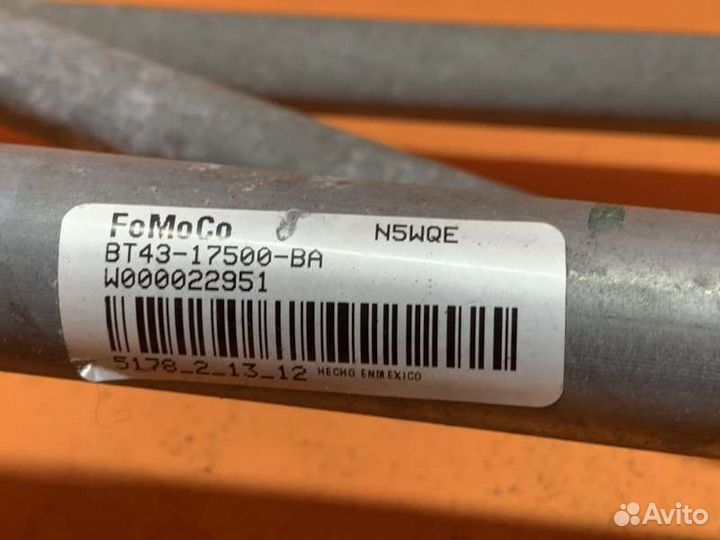 FoMoCo N5WQE
BT43-17500-BA
W000022951
5178_2_13_12 HECHO EN MEXICO
Avito